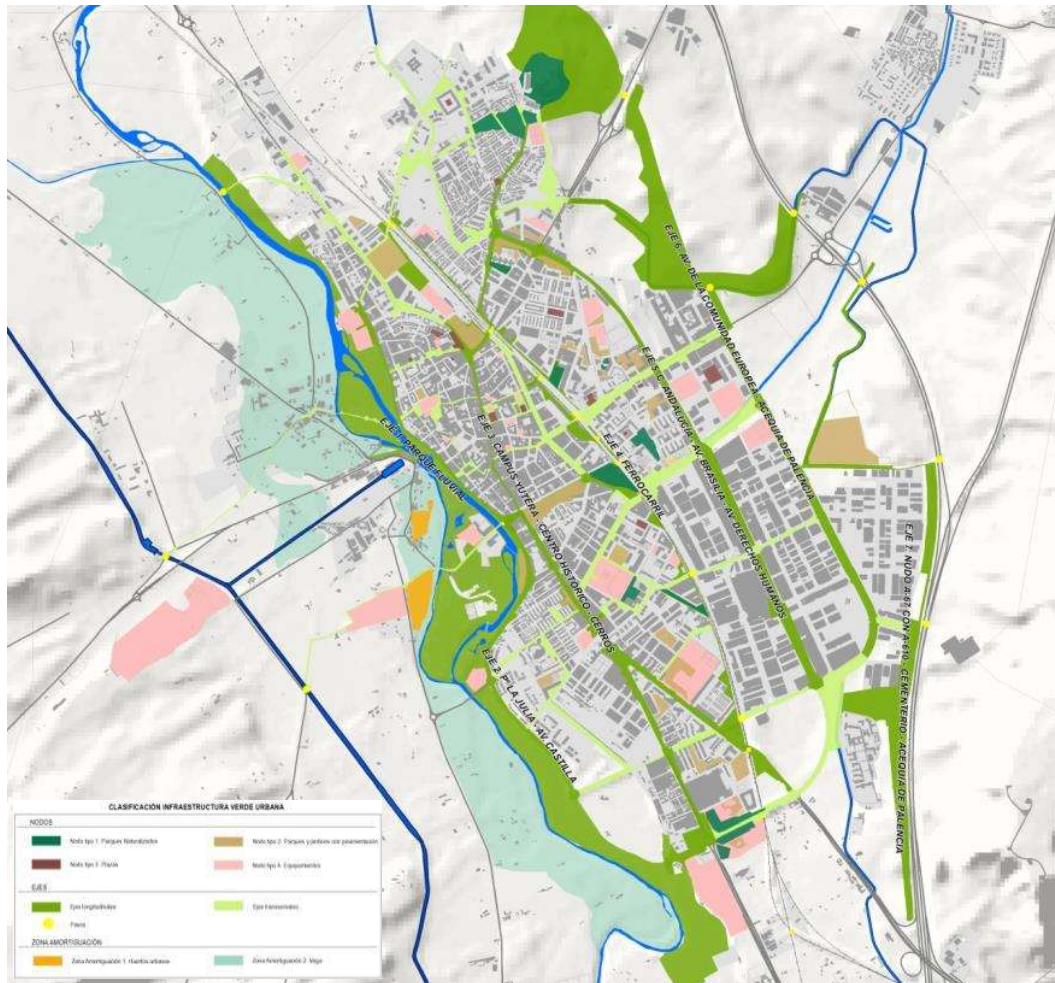 EJE 6. AV. DE LA COMUNIDAD EUROPEA - ACEQUIA DE PALENCIA
EJE 5. C. ANDALUCÍA - AV. BRASILIA - AV. DERECHOS HUMANOS
EJE 1. PARQUE FLUVIAL
EJE 3. CAMPUS YUTERA - CENTRO HISTÓRICO - CERROS
EJE 4. FERROCARRIL
EJE 7. NUDO A-67 CON A-610 - CEMENTERIO - ACEQUIA DE PALENCIA
EJE 2. Pº LA JULIA - AV. CASTILLA
CLASIFICACIÓN INFRAESTRUCTURA VERDE URBANA
NODOS
Nodo tipo 1. Parques Naturalizados
Nodo tipo 2. Parques y jardines con pavimentación
Nodo tipo 3. Plazas
Nodo tipo 4. Equipamientos
EJES
Ejes longitudinales
Ejes transversales
Pasos
ZONA AMORTIGUACIÓN
Zona Amortiguación 1. Huertos urbanos
Zona Amortiguación 2. Vega